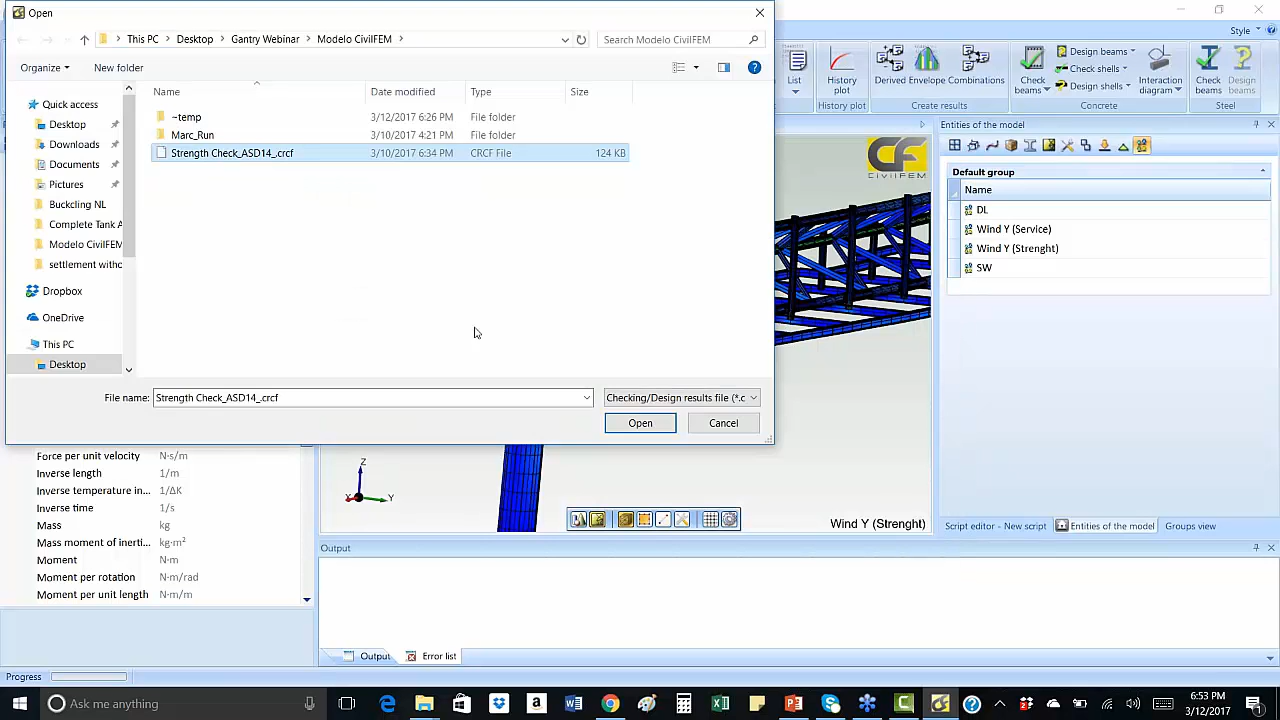 Open
This PC
Desktop
Gantry Webinar
Modelo CivilFEM
Search Modelo CivilFEM
Organize
New folder
Name
Date modified
Type
Size
~temp
3/12/2017 6:26 PM
File folder
Marc_Run
3/10/2017 4:21 PM
File folder
Strength Check_ASD14_.crcf
3/10/2017 6:34 PM
CRCF File
124 KB
Quick access
Desktop
Downloads
Documents
Pictures
Buckcling NL
Complete Tank A
Modelo CivilFEM
settlement witho
Dropbox
OneDrive
This PC
Desktop
File name:
Strength Check_ASD14_.crcf
Checking/Design results file (*.c
Open
Cancel
Style
List
History plot
History plot
Derived
Envelope
Combinations
Create results
Check beams
Design beams
Check shells
Design shells
Interaction diagram
Concrete
Check beams
Design beams
Steel
CIVILFEM
Entities of the model
Default group
Name
DL
Wind Y (Service)
Wind Y (Strenght)
SW
Force per unit velocity
N·s/m
Inverse length
1/m
Inverse temperature in...
1/ΔK
Inverse time
1/s
Mass
kg
Mass moment of inerti...
kg·m²
Moment
N·m
Moment per rotation
N·m/rad
Moment per unit length
N·m/m
Z
X
Y
Wind Y (Strenght)
Script editor - New script
Entities of the model
Groups view
Output
Output
Error list
Progress
Ask me anything
6:53 PM
3/12/2017